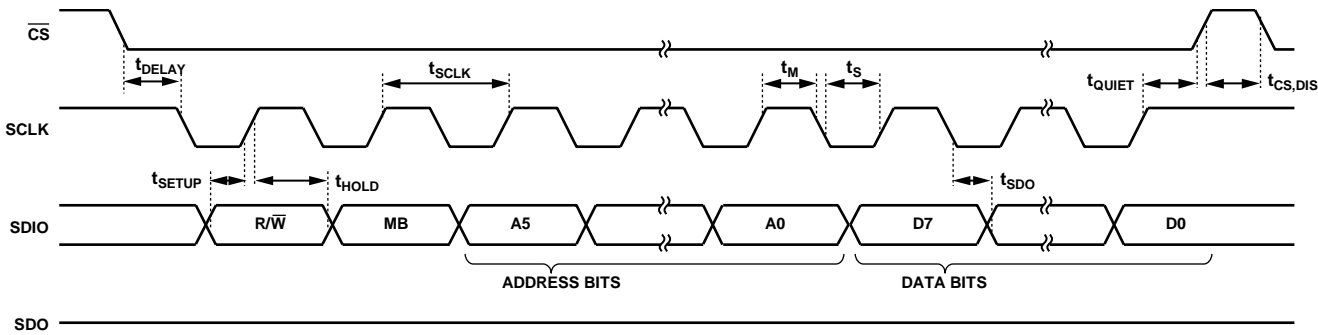 CS
tDELAY
tSCLK
tM
tS
tQUIET
tCS,DIS
SCLK
tSETUP
tHOLD
tSDO
SDIO
R/W
MB
A5
A0
D7
D0
ADDRESS BITS
DATA BITS
SDO